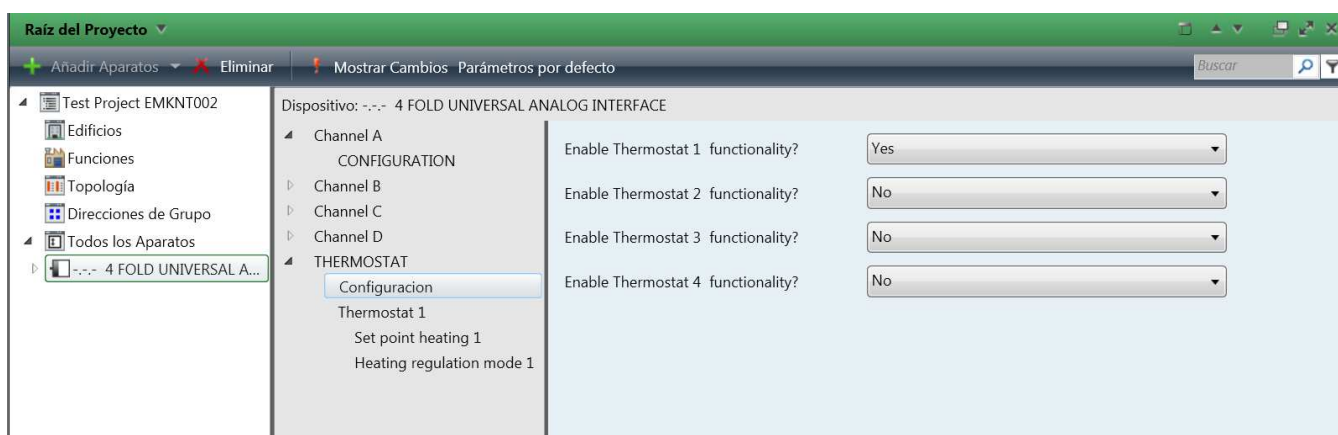 Raíz del Proyecto
Añadir Aparatos Eliminar Mostrar Cambios Parámetros por defecto Buscar
Test Project EMKNT002
Edificios
Funciones
Topología
Direcciones de Grupo
Todos los Aparatos
-.-.- 4 FOLD UNIVERSAL A...
Dispositivo: -.-.- 4 FOLD UNIVERSAL ANALOG INTERFACE
Channel A
CONFIGURATION
Channel B
Channel C
Channel D
THERMOSTAT
Configuracion
Thermostat 1
Set point heating 1
Heating regulation mode 1
Enable Thermostat 1 functionality? Yes
Enable Thermostat 2 functionality? No
Enable Thermostat 3 functionality? No
Enable Thermostat 4 functionality? No